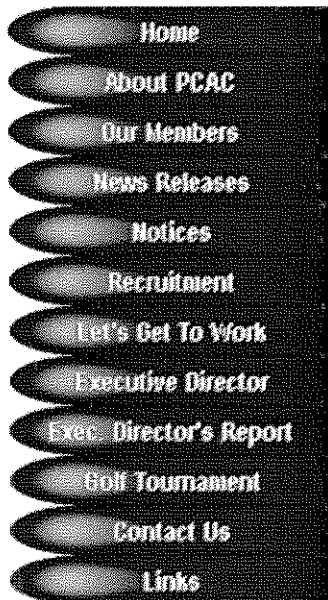 Home
About PCAC
Our Members
News Releases
Notices
Recruitment
Let's Get To Work
Executive Director
Exec. Director's Report
Golf Tournament
Contact Us
Links